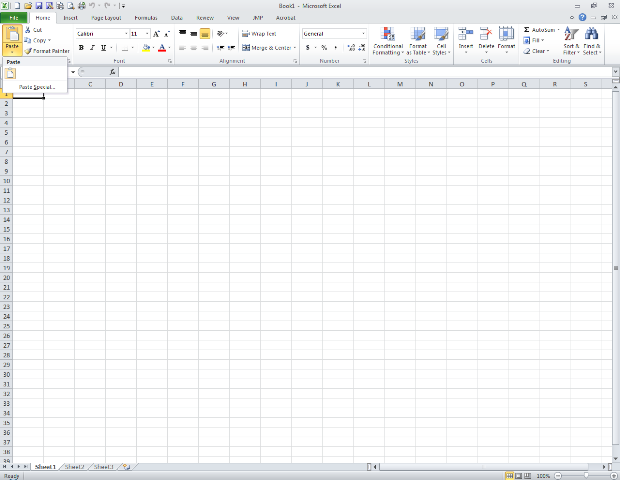 Book1 - Microsoft Excel
File Home Insert Page Layout Formulas Data Review View JMP Acrobat
Paste Cut Copy Format Painter
Calibri 11
B I U A
Wrap Text
Merge & Center
General
$ % ,
Conditional Formatting Format as Table Cell Styles
Insert Delete Format
AutoSum Fill Clear
Sort & Filter Find & Select
Font Alignment Number Styles Cells Editing
Paste
Paste Special...
fx
C D E F G H I J K L M N O P Q R S
1
2
3
4
5
6
7
8
9
10
11
12
13
14
15
16
17
18
19
20
21
22
23
24
25
26
27
28
29
30
31
32
33
34
35
36
37
38
39
Sheet1 Sheet2 Sheet3
Ready 100%